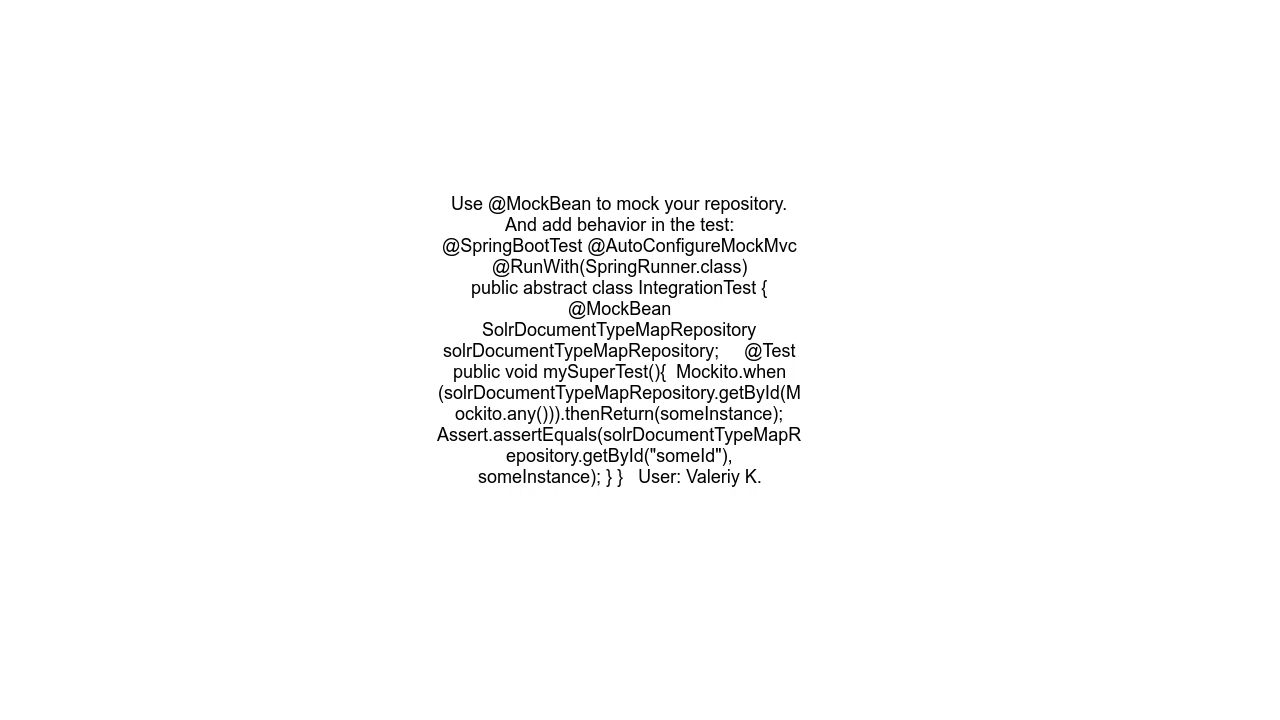 Use @MockBean to mock your repository.
And add behavior in the test:
@SpringBootTest @AutoConfigureMockMvc
@RunWith(SpringRunner.class)
public abstract class IntegrationTest {
@MockBean
SolrDocumentTypeMapRepository
solrDocumentTypeMapRepository;     @Test
public void mySuperTest(){  Mockito.when
(solrDocumentTypeMapRepository.getById(M
ockito.any())).thenReturn(someInstance);
Assert.assertEquals(solrDocumentTypeMapR
epository.getById("someId"),
someInstance); } }   User: Valeriy K.